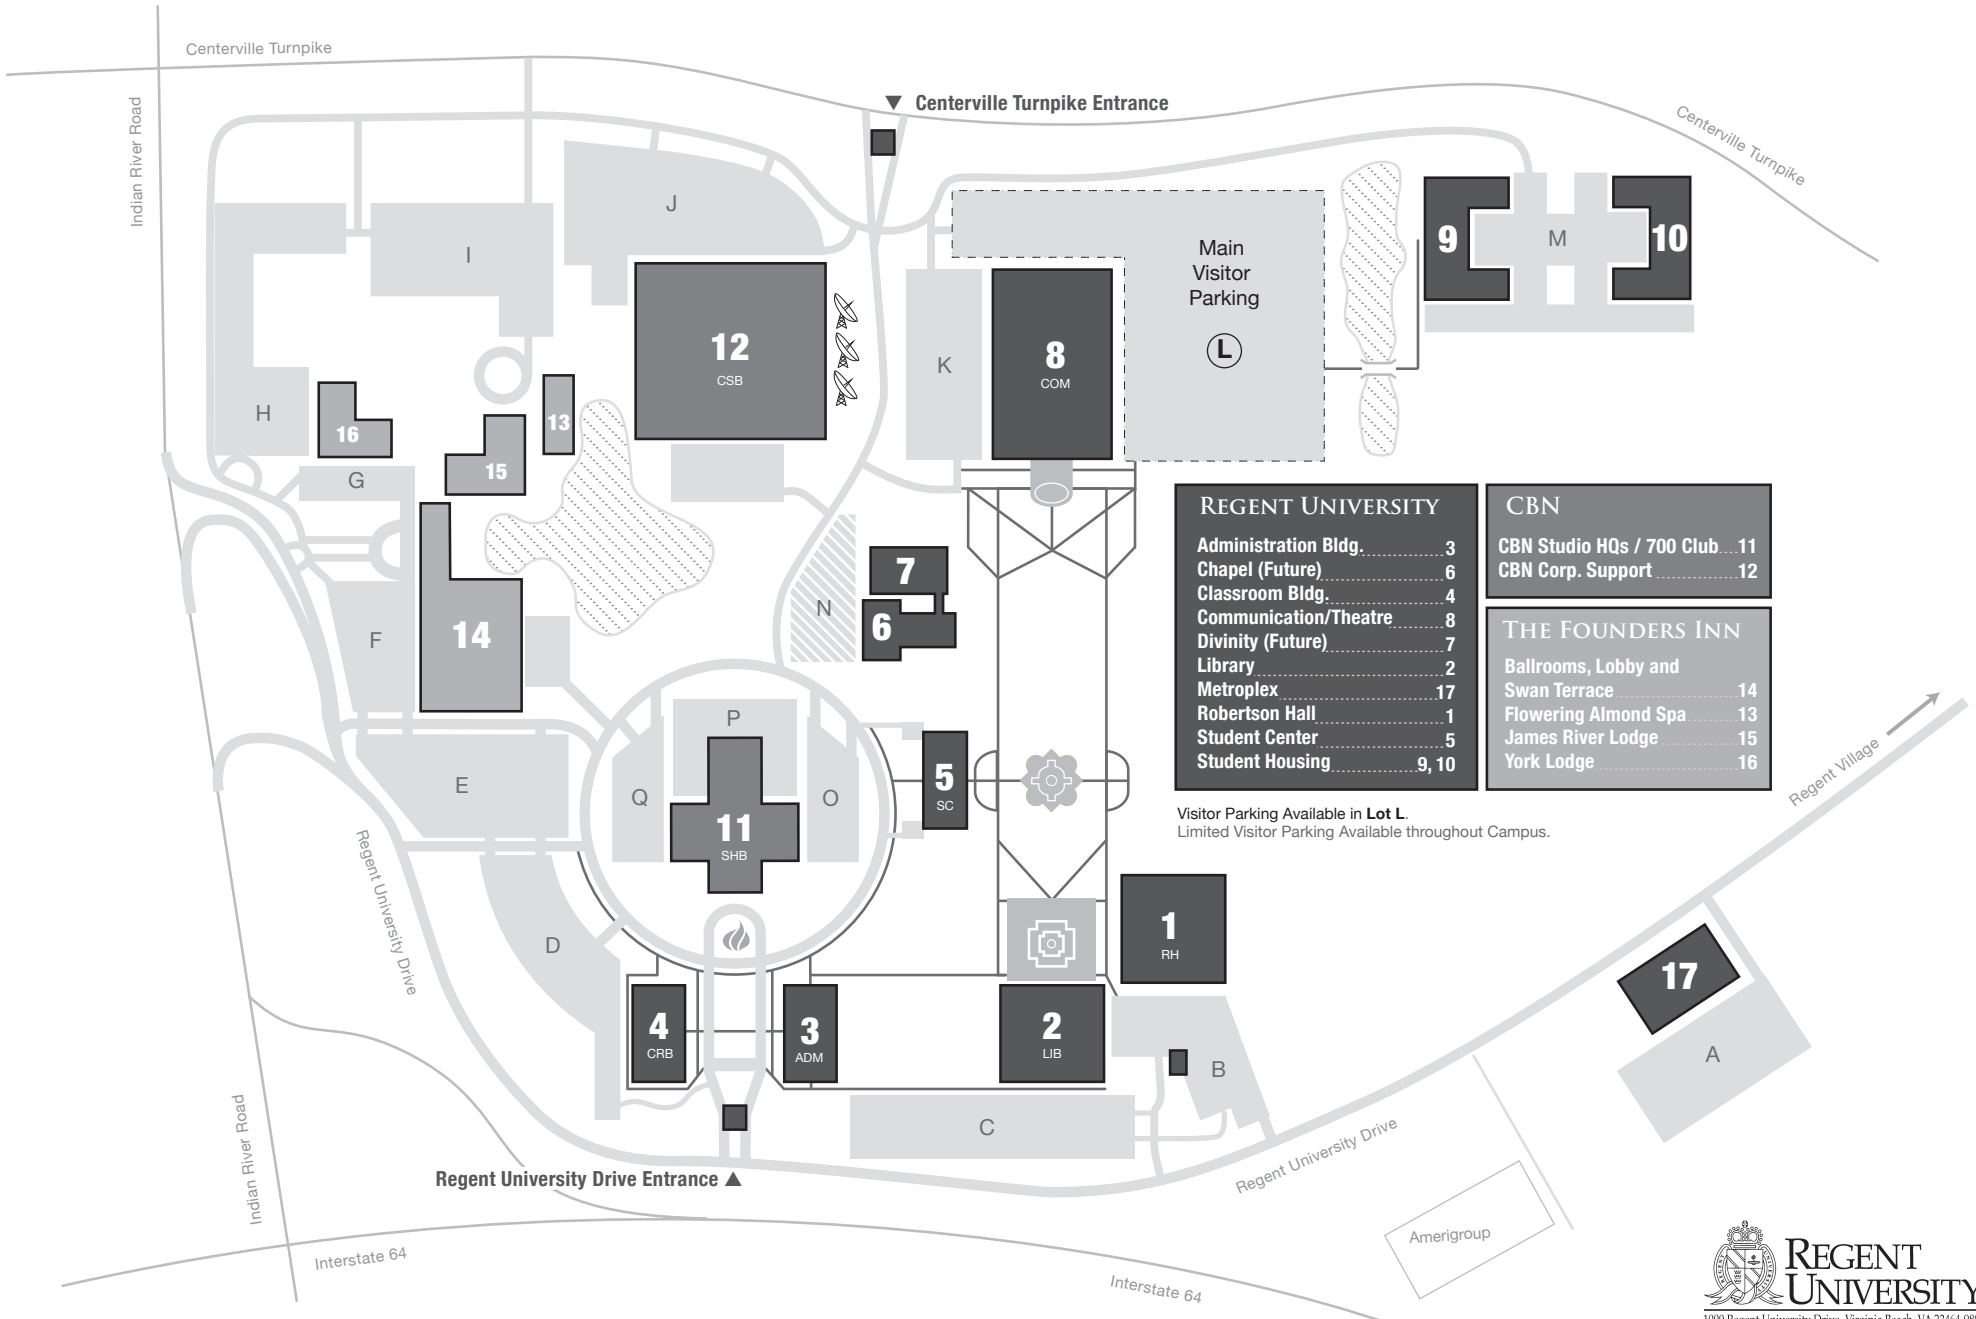 Centerville Turnpike
Indian River Road
▼ Centerville Turnpike Entrance
Centerville Turnpike
J
I
Main
Visitor
Parking
L
9
M
10
12
CSB
K
8
COM
H
16
13
15
G
REGENT UNIVERSITY
Administration Bldg. 3
Chapel (Future) 6
Classroom Bldg. 4
Communication/Theatre 8
Divinity (Future) 7
Library 2
Metroplex 17
Robertson Hall 1
Student Center 5
Student Housing 9, 10
CBN
CBN Studio HQs / 700 Club 11
CBN Corp. Support 12
THE FOUNDERS INN
Ballrooms, Lobby and
Swan Terrace 14
Flowering Almond Spa 13
James River Lodge 15
York Lodge 16
Visitor Parking Available in Lot L.
Limited Visitor Parking Available throughout Campus.
7
N
6
F
14
P
E
Q
11
SHB
O
5
SC
Regent Village
Regent University Drive
D
1
RH
17
4
CRB
3
ADM
2
LIB
B
A
C
Indian River Road
Regent University Drive Entrance ▲
Regent University Drive
Amerigroup
Interstate 64
Interstate 64
REGENT
UNIVERSITY